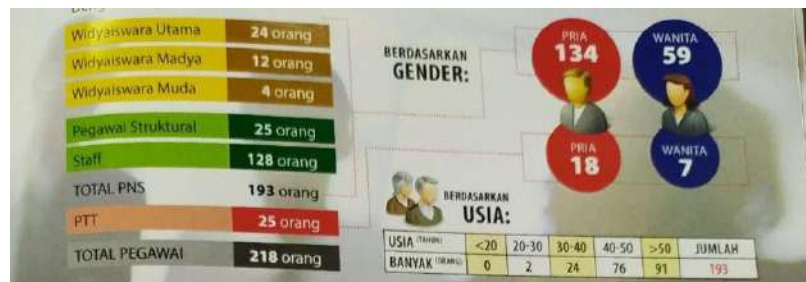 Widyaiswara Utama 24 orang
Widyaiswara Madya 12 orang
Widyaiswara Muda 4 orang
Pegawai Struktural 25 orang
Staff 128 orang
TOTAL PNS 193 orang
PTT 25 orang
TOTAL PEGAWAI 218 orang
BERDASARKAN
GENDER:
PRIA
134
WANITA
59
PRIA
18
WANITA
7
BERDASARKAN
USIA:
USIA (TAHUN) <20 20-30 30-40 40-50 >50 JUMLAH
BANYAK (ORANG) 0 2 24 76 91 193